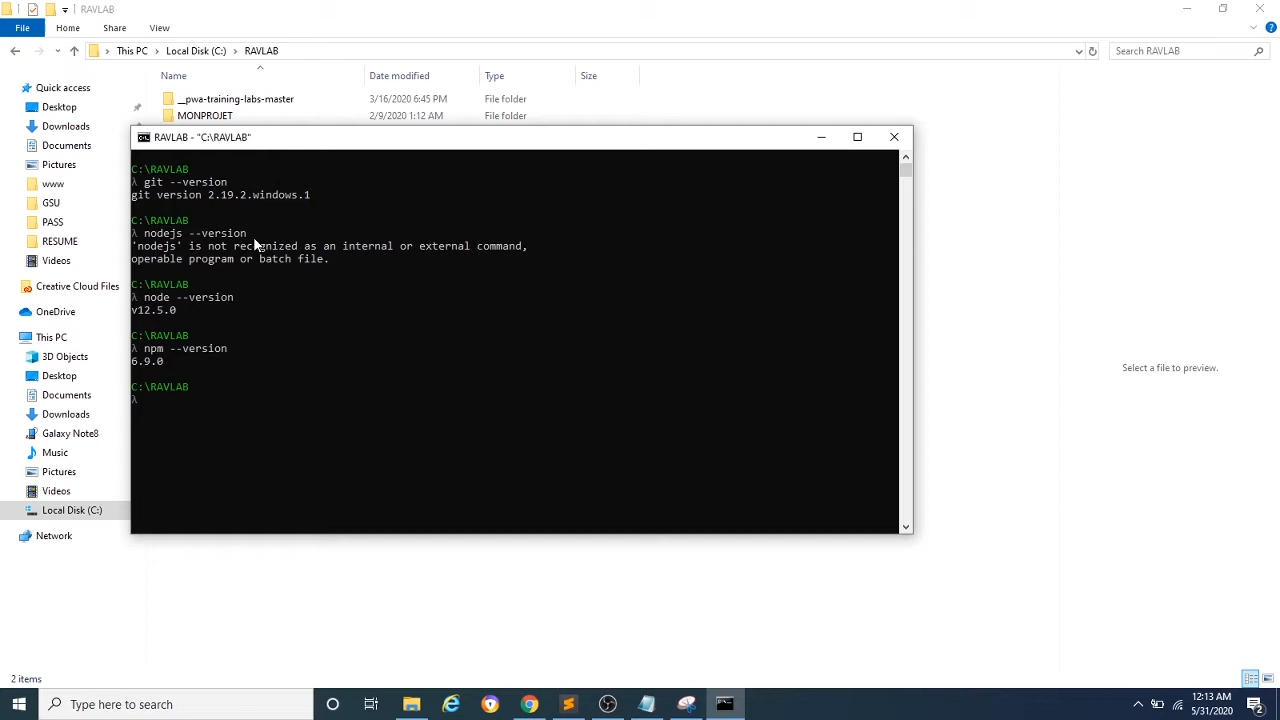 RAVLAB
File
Home
Share
View
This PC
Local Disk (C:)
RAVLAB
Search RAVLAB
Name
Date modified
Type
Size
Quick access
Desktop
Downloads
Documents
Pictures
www
GSU
PASS
RESUME
Videos
Creative Cloud Files
OneDrive
This PC
3D Objects
Desktop
Documents
Downloads
Galaxy Note8
Music
Pictures
Videos
Local Disk (C:)
Network
__pwa-training-labs-master
3/16/2020 6:45 PM
File folder
MONPROJET
2/9/2020 1:12 AM
File folder
RAVLAB - "C:\RAVLAB"
C:\RAVLAB
λ git --version
git version 2.19.2.windows.1
C:\RAVLAB
λ nodejs --version
'nodejs' is not recognized as an internal or external command,
operable program or batch file.
C:\RAVLAB
λ node --version
v12.5.0
C:\RAVLAB
λ npm --version
6.9.0
C:\RAVLAB
λ
Select a file to preview.
2 items
Type here to search
12:13 AM
5/31/2020
2